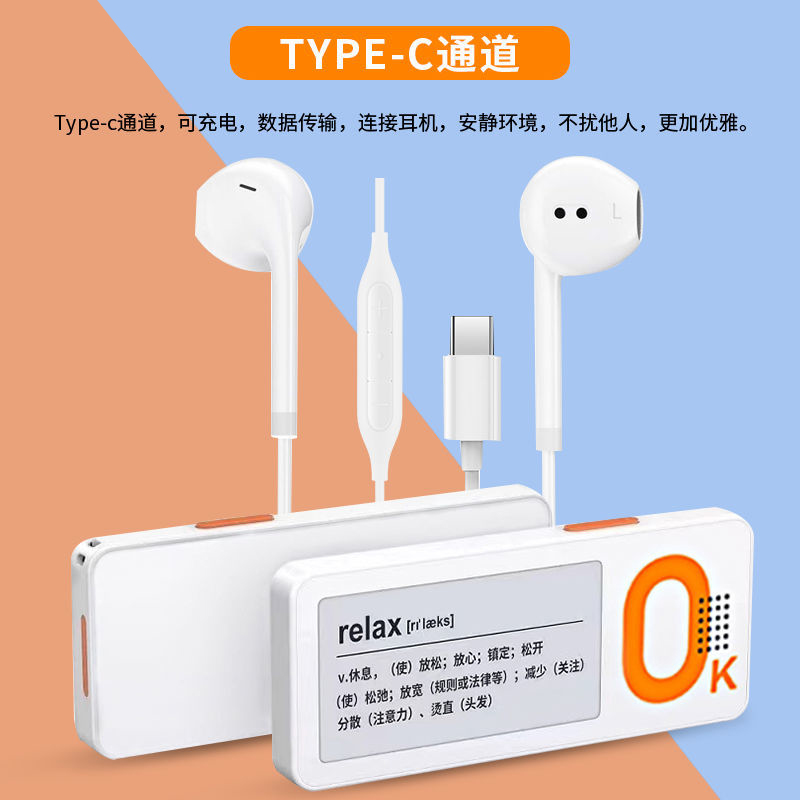 TYPE-C通道
Type-c通道，可充电，数据传输，连接耳机，安静环境，不扰他人，更加优雅。
L
relax [rɪˈlæks]
v.休息，（使）放松；放心；镇定；松开
（使）松弛；放宽（规则或法律等）；减少（关注）
分散（注意力）、烫直（头发）
OK